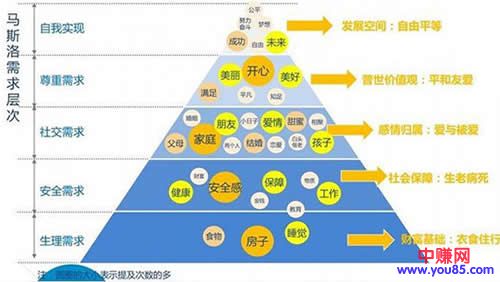 马斯洛需求层次
自我实现
公平
努力奋斗
梦想
成功
自由
未来
发展空间：自由平等
尊重需求
美丽
开心
美好
满足
平凡
知足
普世价值观：平和友爱
社交需求
婚姻
朋友
小日子
爱情
甜蜜
相聚
父母
家庭
两个人
结婚
恋爱
白头偕老
孩子
感情归属：爱与被爱
安全需求
财富
健康
安全感
金钱
保障
物质
工作
教育
社会保障：生老病死
生理需求
食物
房子
睡觉
财富基础：衣食住行
注：圆圈的大小表示提及次数的多
中赚网
www.you85.com